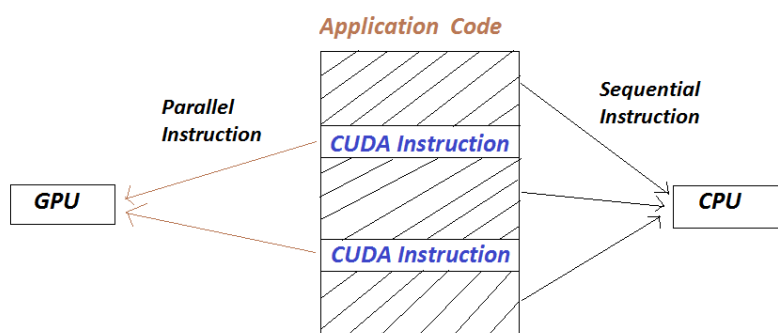 Application Code
Parallel
Instruction
Sequential
Instruction
CUDA Instruction
GPU
CPU
CUDA Instruction